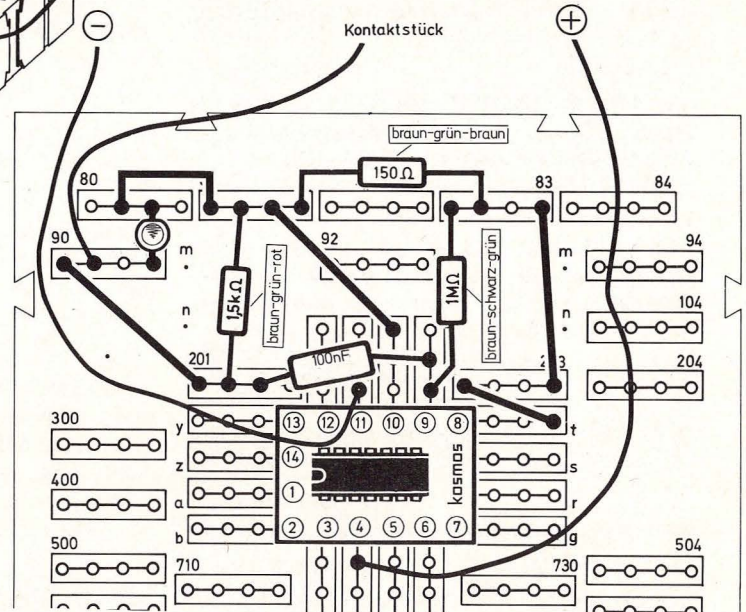 − Kontaktstück +
braun-grün-braun
150 Ω
80 83 84
90 92 94
m m
1,5kΩ braun-grün-rot 1MΩ braun-schwarz-grün
n n 104
100nF
201 204
300 y 13 12 11 10 9 8 t
z 14 s
400 a 1 kosmos r
b 2 3 4 5 6 7 g
500 710 730 504